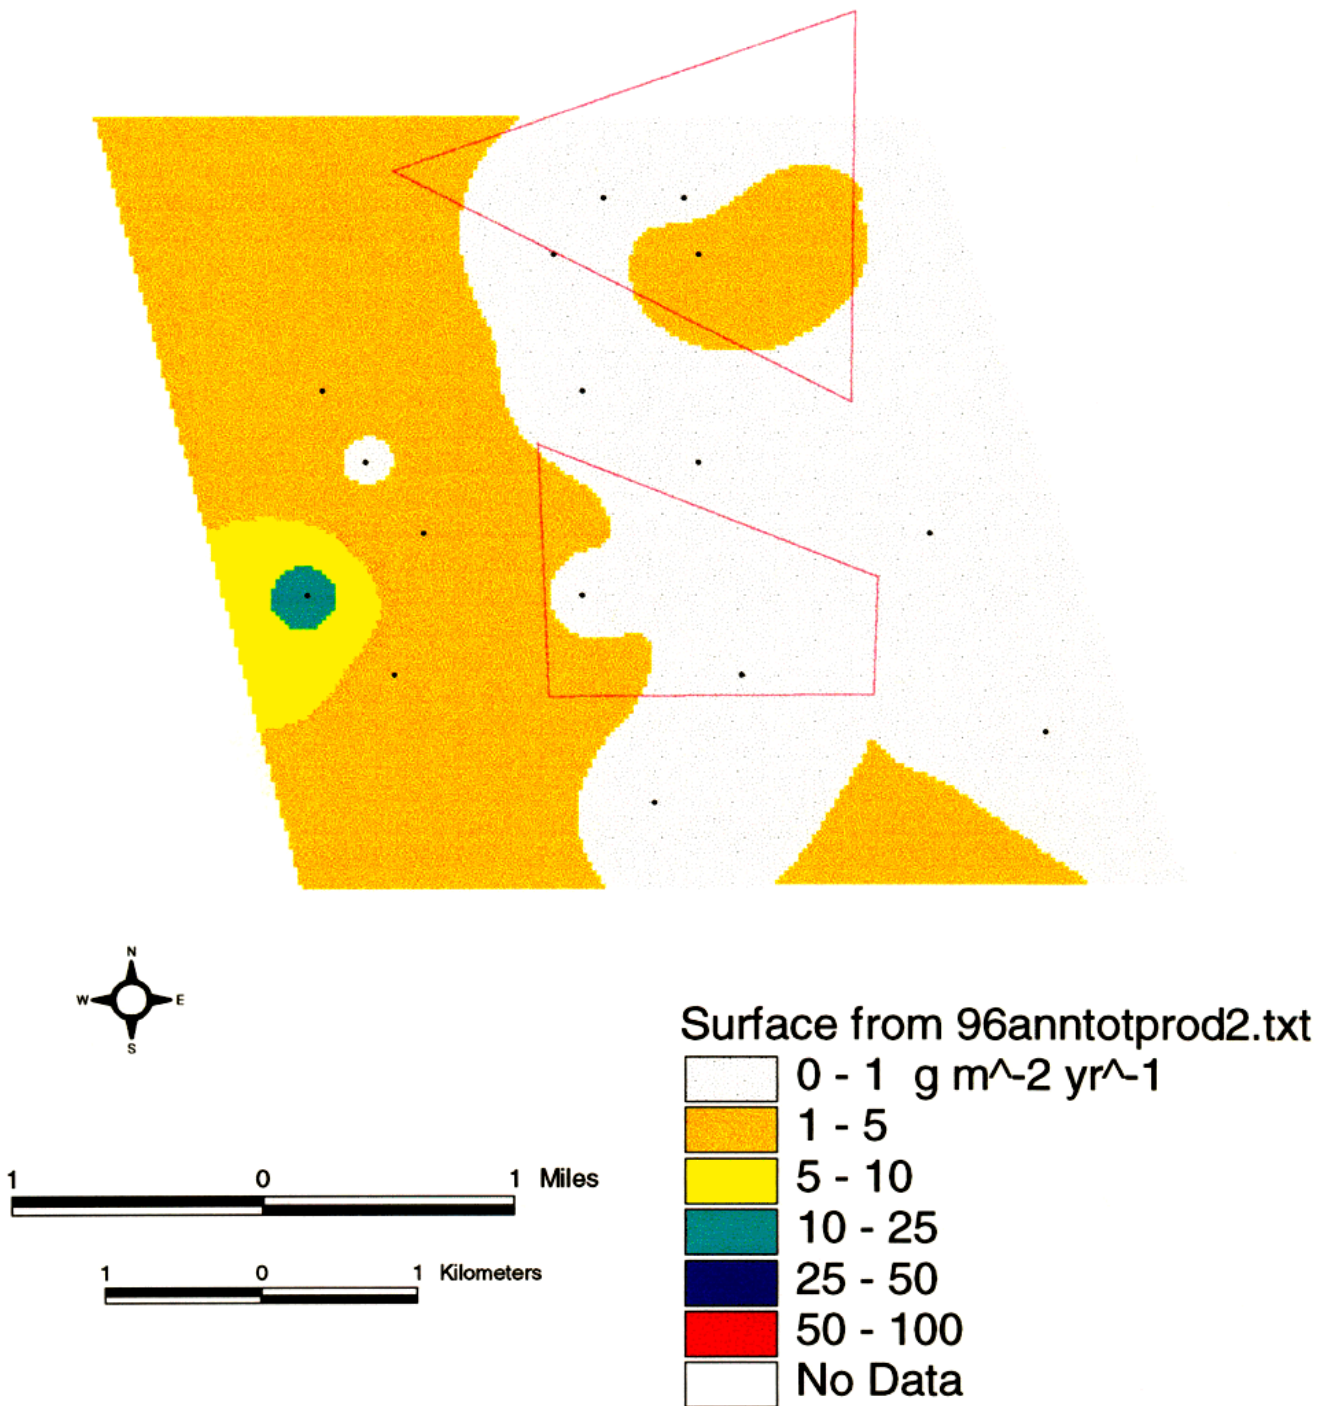 N
W E
S
Surface from 96anntotprod2.txt
0 - 1 g m^-2 yr^-1
1 - 5
5 - 10
10 - 25
25 - 50
50 - 100
No Data
1 0 1 Miles
1 0 1 Kilometers